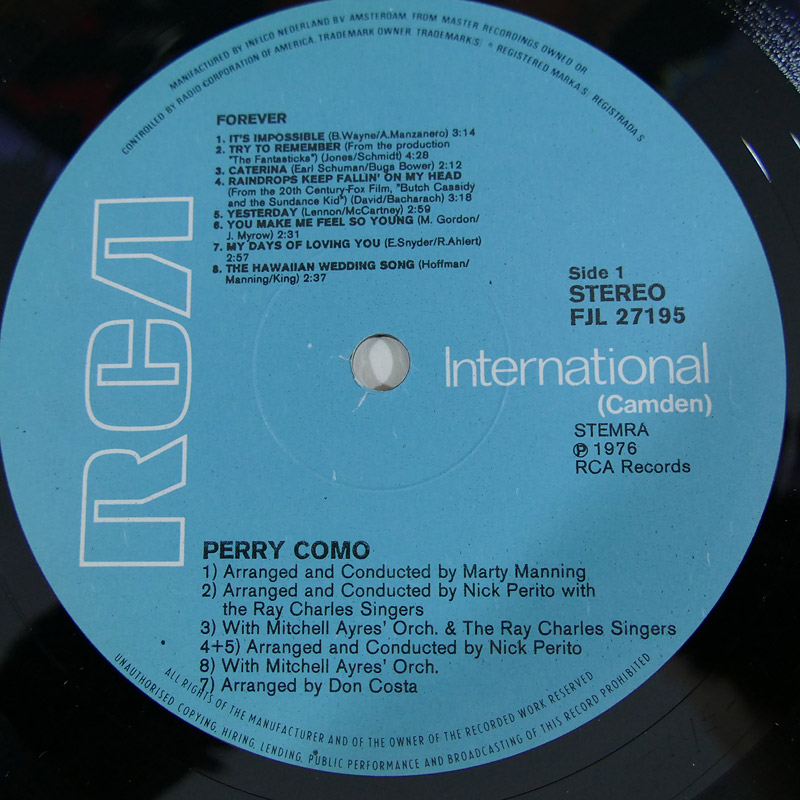 MANUFACTURED BY INELCO NEDERLAND B.V. AMSTERDAM, FROM MASTER RECORDINGS OWNED OR
CONTROLLED BY RADIO CORPORATION OF AMERICA, TRADEMARK OWNER. TRADEMARK(S) ® REGISTERED MARKA(S) REGISTRADA(S)
FOREVER
1. IT'S IMPOSSIBLE (B.Wayne/A.Manzanero) 3:14
2. TRY TO REMEMBER (From the production
"The Fantasticks") (Jones/Schmidt) 4:28
3. CATERINA (Earl Schuman/Bugs Bower) 2:12
4. RAINDROPS KEEP FALLIN' ON MY HEAD
(From the 20th Century-Fox Film, "Butch Cassidy
and the Sundance Kid") (David/Bacharach) 3:18
5. YESTERDAY (Lennon/McCartney) 2:59
6. YOU MAKE ME FEEL SO YOUNG (M. Gordon/
J. Myrow) 2:31
7. MY DAYS OF LOVING YOU (E.Snyder/R.Ahlert)
2:57
8. THE HAWAIIAN WEDDING SONG (Hoffman/
Manning/King) 2:37
RCA
Side 1
STEREO
FJL 27195
International
(Camden)
STEMRA
℗ 1976
RCA Records
PERRY COMO
1) Arranged and Conducted by Marty Manning
2) Arranged and Conducted by Nick Perito with
the Ray Charles Singers
3) With Mitchell Ayres' Orch. & The Ray Charles Singers
4+5) Arranged and Conducted by Nick Perito
8) With Mitchell Ayres' Orch.
7) Arranged by Don Costa
ALL RIGHTS OF THE MANUFACTURER AND OF THE OWNER OF THE RECORDED WORK RESERVED
UNAUTHORISED COPYING, HIRING, LENDING, PUBLIC PERFORMANCE AND BROADCASTING OF THIS RECORD PROHIBITED